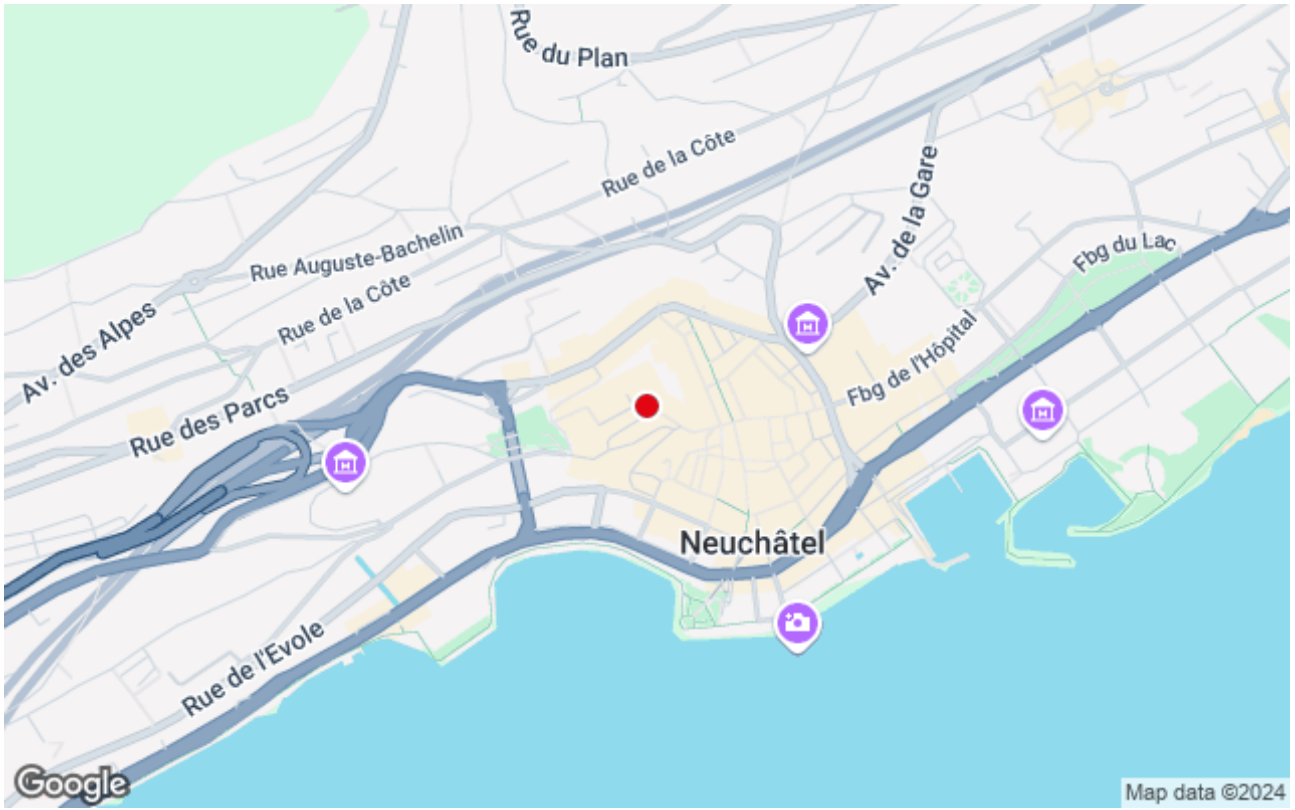 Rue du Plan
Rue de la Côte
Av. de la Gare
Rue Auguste-Bachelin
Fbg du Lac
Rue de la Côte
Av. des Alpes
Fbg de l'Hôpital
Rue des Parcs
Neuchâtel
Rue de l'Evole
Google
Map data ©2024